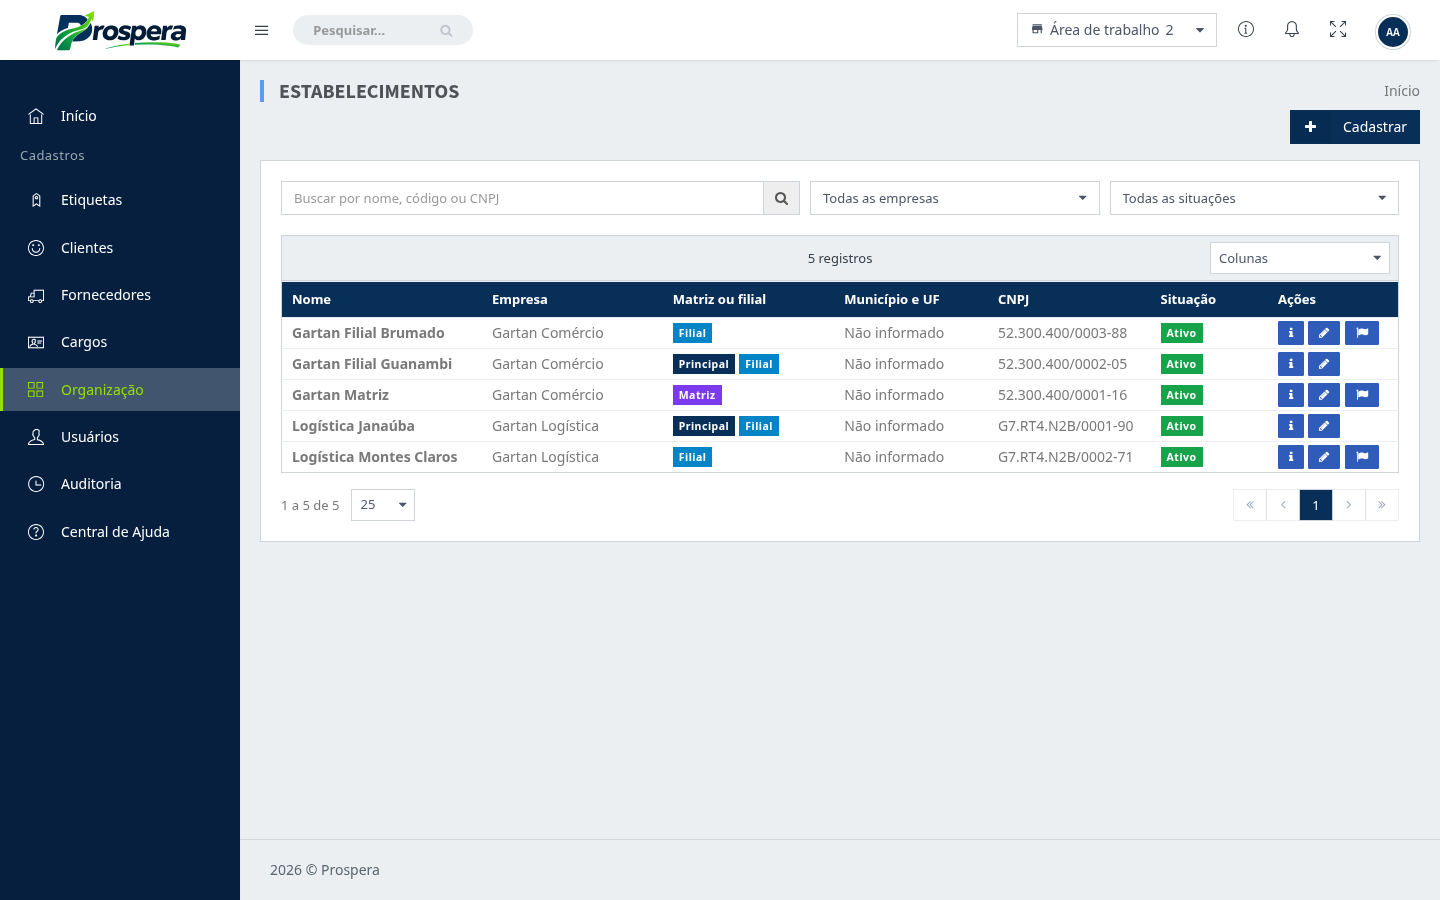 Prospera
Pesquisar...
Área de trabalho 2
AA
Início
Cadastros
Etiquetas
Clientes
Fornecedores
Cargos
Organização
Usuários
Auditoria
Central de Ajuda
ESTABELECIMENTOS
Início
Cadastrar
Buscar por nome, código ou CNPJ
Todas as empresas
Todas as situações
5 registros
Colunas
Nome Empresa Matriz ou filial Município e UF CNPJ Situação Ações
Gartan Filial Brumado Gartan Comércio Filial Não informado 52.300.400/0003-88 Ativo
Gartan Filial Guanambi Gartan Comércio Principal Filial Não informado 52.300.400/0002-05 Ativo
Gartan Matriz Gartan Comércio Matriz Não informado 52.300.400/0001-16 Ativo
Logística Janaúba Gartan Logística Principal Filial Não informado G7.RT4.N2B/0001-90 Ativo
Logística Montes Claros Gartan Logística Filial Não informado G7.RT4.N2B/0002-71 Ativo
1 a 5 de 5 25
« ‹ 1 › »
2026 © Prospera